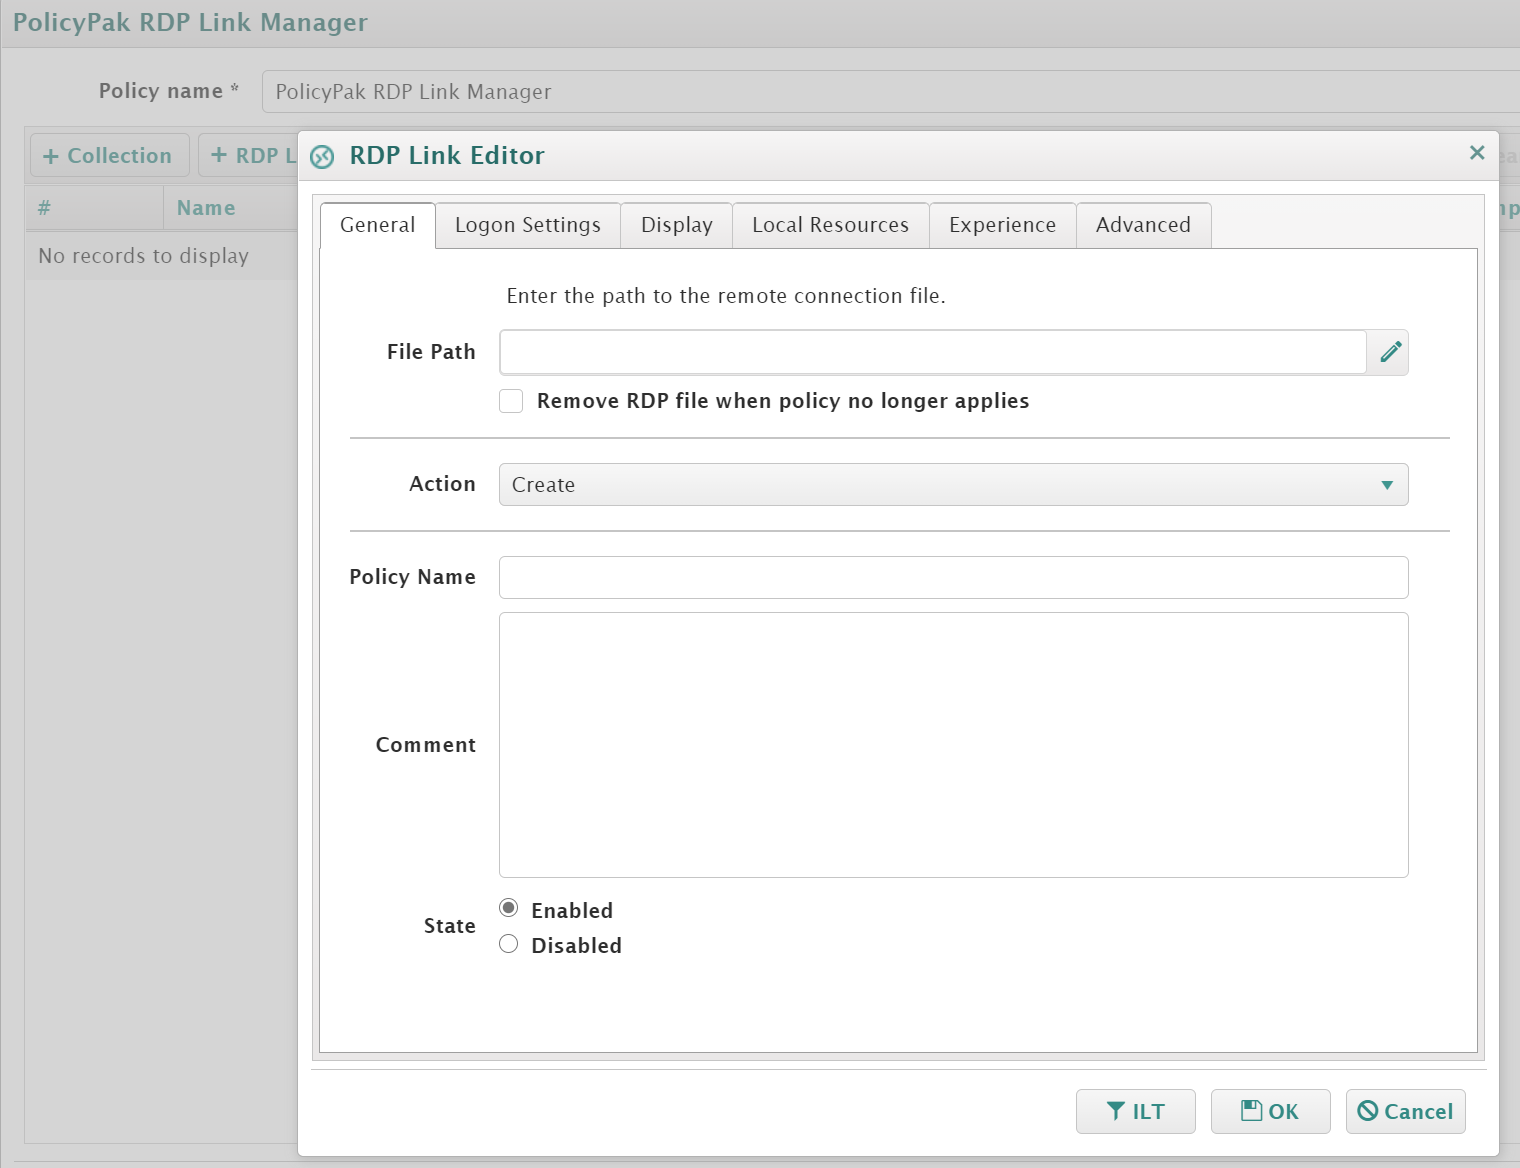 PolicyPak RDP Link Manager
Policy name *
PolicyPak RDP Link Manager
+ Collection
+ RDP L
RDP Link Editor
#
Name
No records to display
General
Logon Settings
Display
Local Resources
Experience
Advanced
Enter the path to the remote connection file.
File Path
Remove RDP file when policy no longer applies
Action
Create
Policy Name
Comment
State
Enabled
Disabled
ILT
OK
Cancel